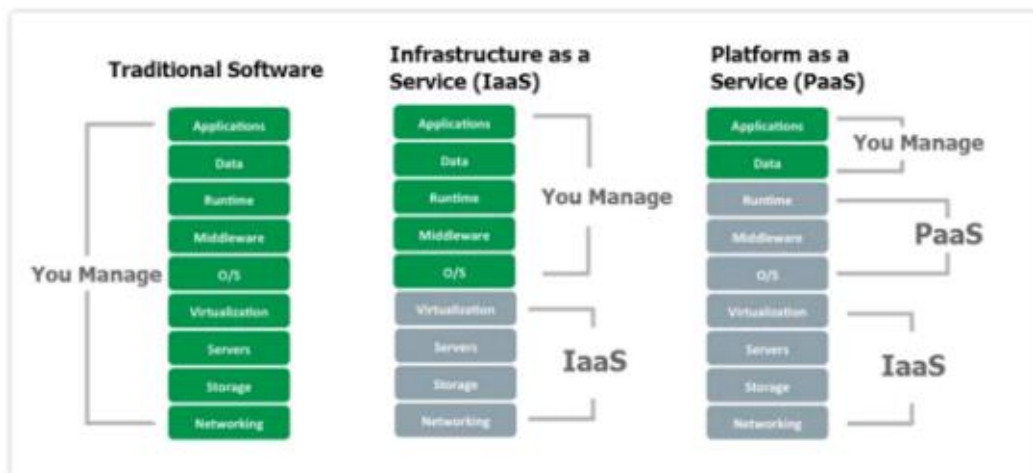 Traditional Software
Applications
Data
Runtime
Middleware
O/S
Virtualization
Servers
Storage
Networking
You Manage
Infrastructure as a
Service (IaaS)
Applications
Data
Runtime
Middleware
O/S
Virtualization
Servers
Storage
Networking
You Manage
IaaS
Platform as a
Service (PaaS)
Applications
Data
Runtime
Middleware
O/S
Virtualization
Servers
Storage
Networking
You Manage
PaaS
IaaS